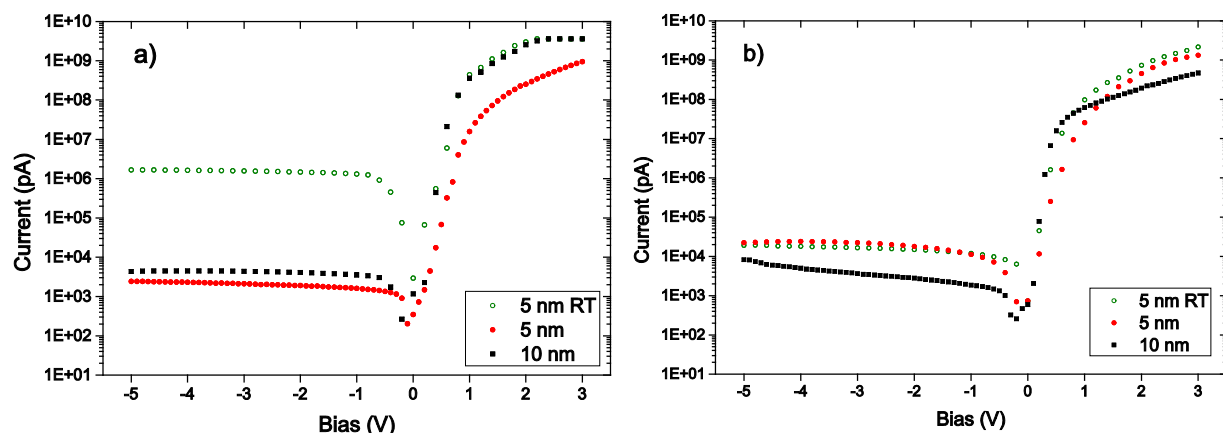 a)
1E+10
1E+09
1E+08
1E+07
1E+06
1E+05
1E+04
1E+03
1E+02
1E+01
Current (pA)
-5 -4 -3 -2 -1 0 1 2 3
Bias (V)
5 nm RT
5 nm
10 nm
b)
1E+10
1E+09
1E+08
1E+07
1E+06
1E+05
1E+04
1E+03
1E+02
1E+01
Current (pA)
-5 -4 -3 -2 -1 0 1 2 3
Bias (V)
5 nm RT
5 nm
10 nm